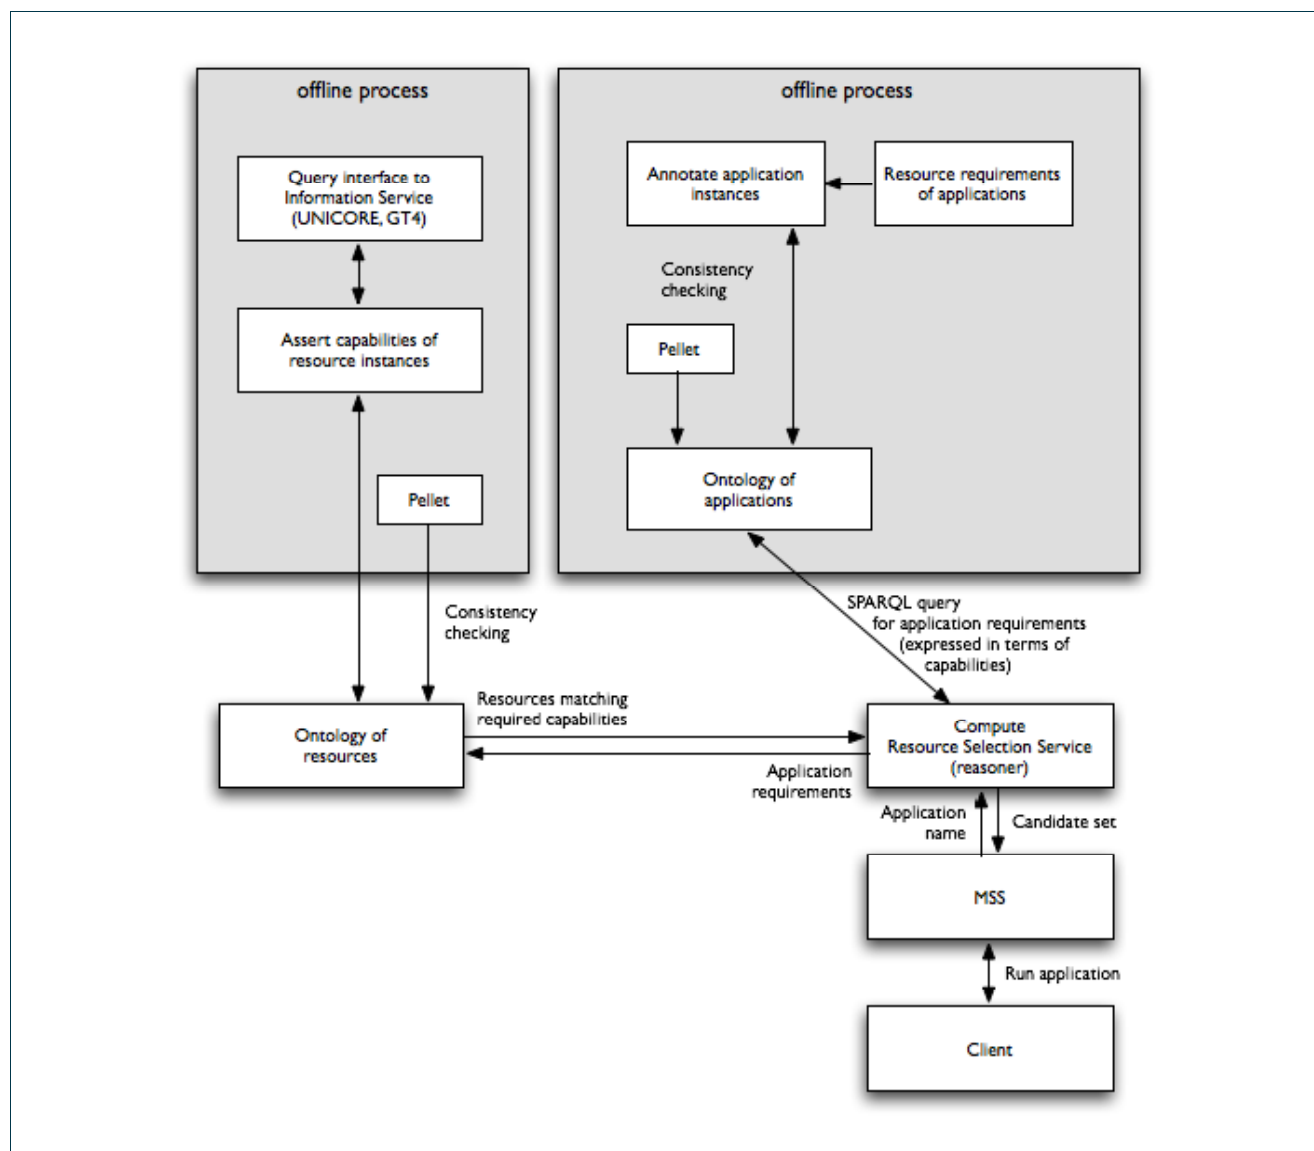 offline process
Query interface to
Information Service
(UNICORE, GT4)
Assert capabilities of
resource instances
Pellet
Consistency
checking
offline process
Annotate application
instances
Resource requirements
of applications
Consistency
checking
Pellet
Ontology of
applications
SPARQL query
for application requirements
(expressed in terms of
capabilities)
Ontology of
resources
Resources matching
required capabilities
Application
requirements
Compute
Resource Selection Service
(reasoner)
Application
name
Candidate set
MSS
Run application
Client